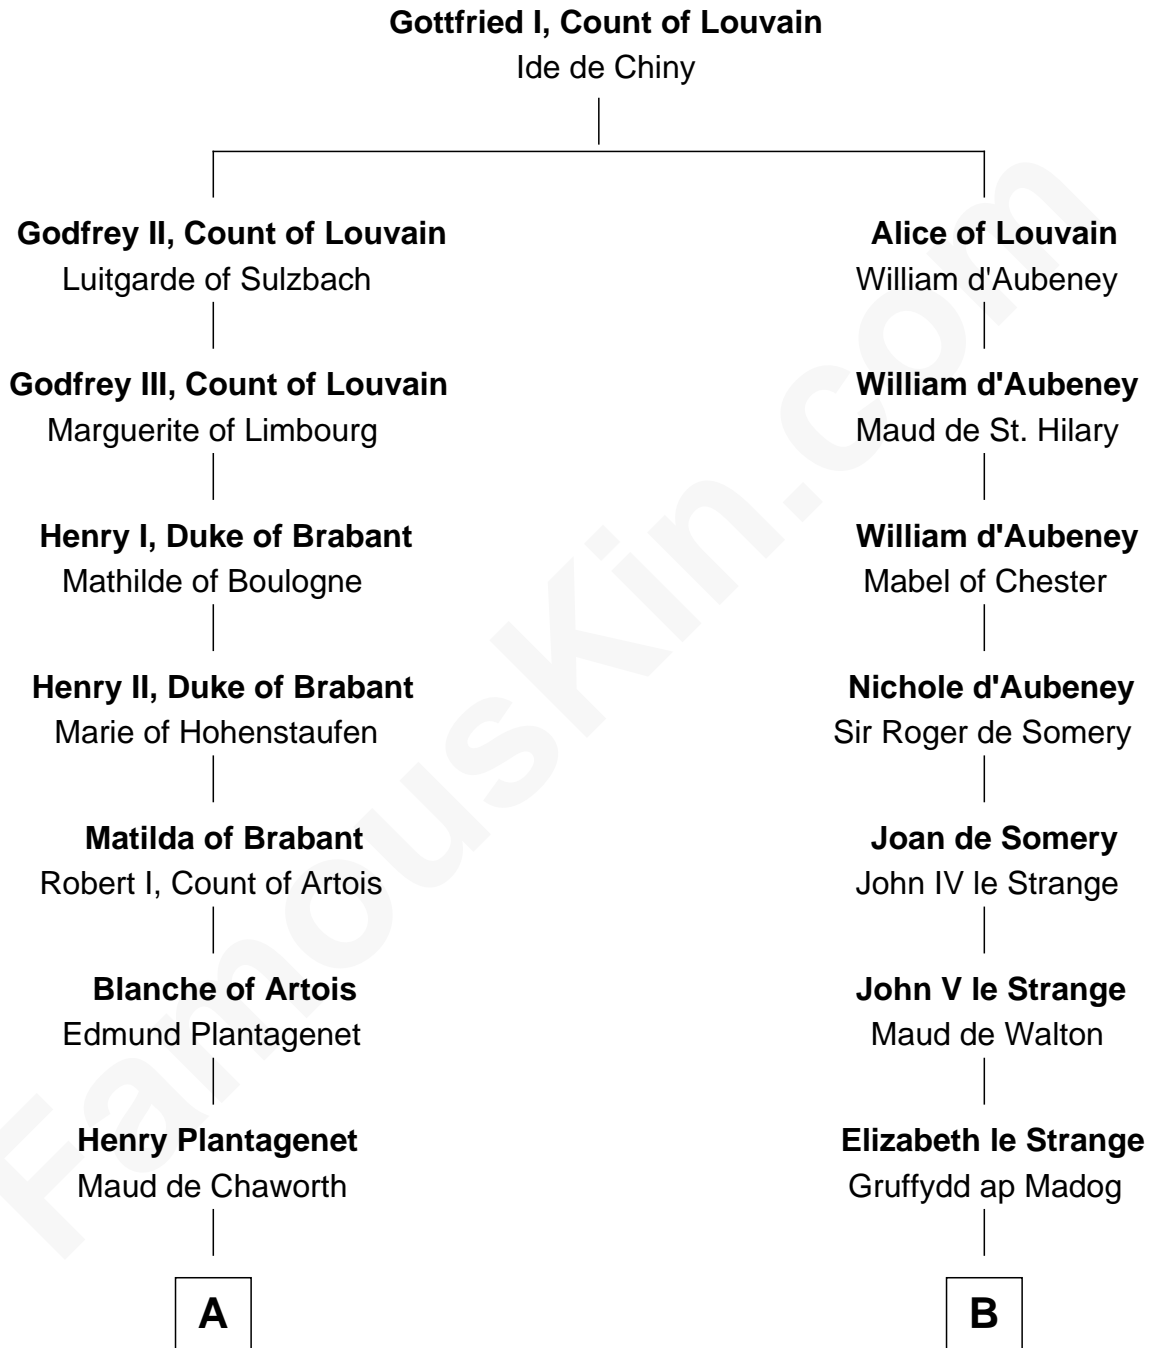 Gottfried I, Count of Louvain
Ide de Chiny
Godfrey II, Count of Louvain
Luitgarde of Sulzbach
Alice of Louvain
William d'Aubeney
Godfrey III, Count of Louvain
Marguerite of Limbourg
William d'Aubeney
Maud de St. Hilary
Henry I, Duke of Brabant
Mathilde of Boulogne
William d'Aubeney
Mabel of Chester
Henry II, Duke of Brabant
Marie of Hohenstaufen
Nichole d'Aubeney
Sir Roger de Somery
Matilda of Brabant
Robert I, Count of Artois
Joan de Somery
John IV le Strange
Blanche of Artois
Edmund Plantagenet
John V le Strange
Maud de Walton
Henry Plantagenet
Maud de Chaworth
Elizabeth le Strange
Gruffydd ap Madog
A
B
FamousKin.com